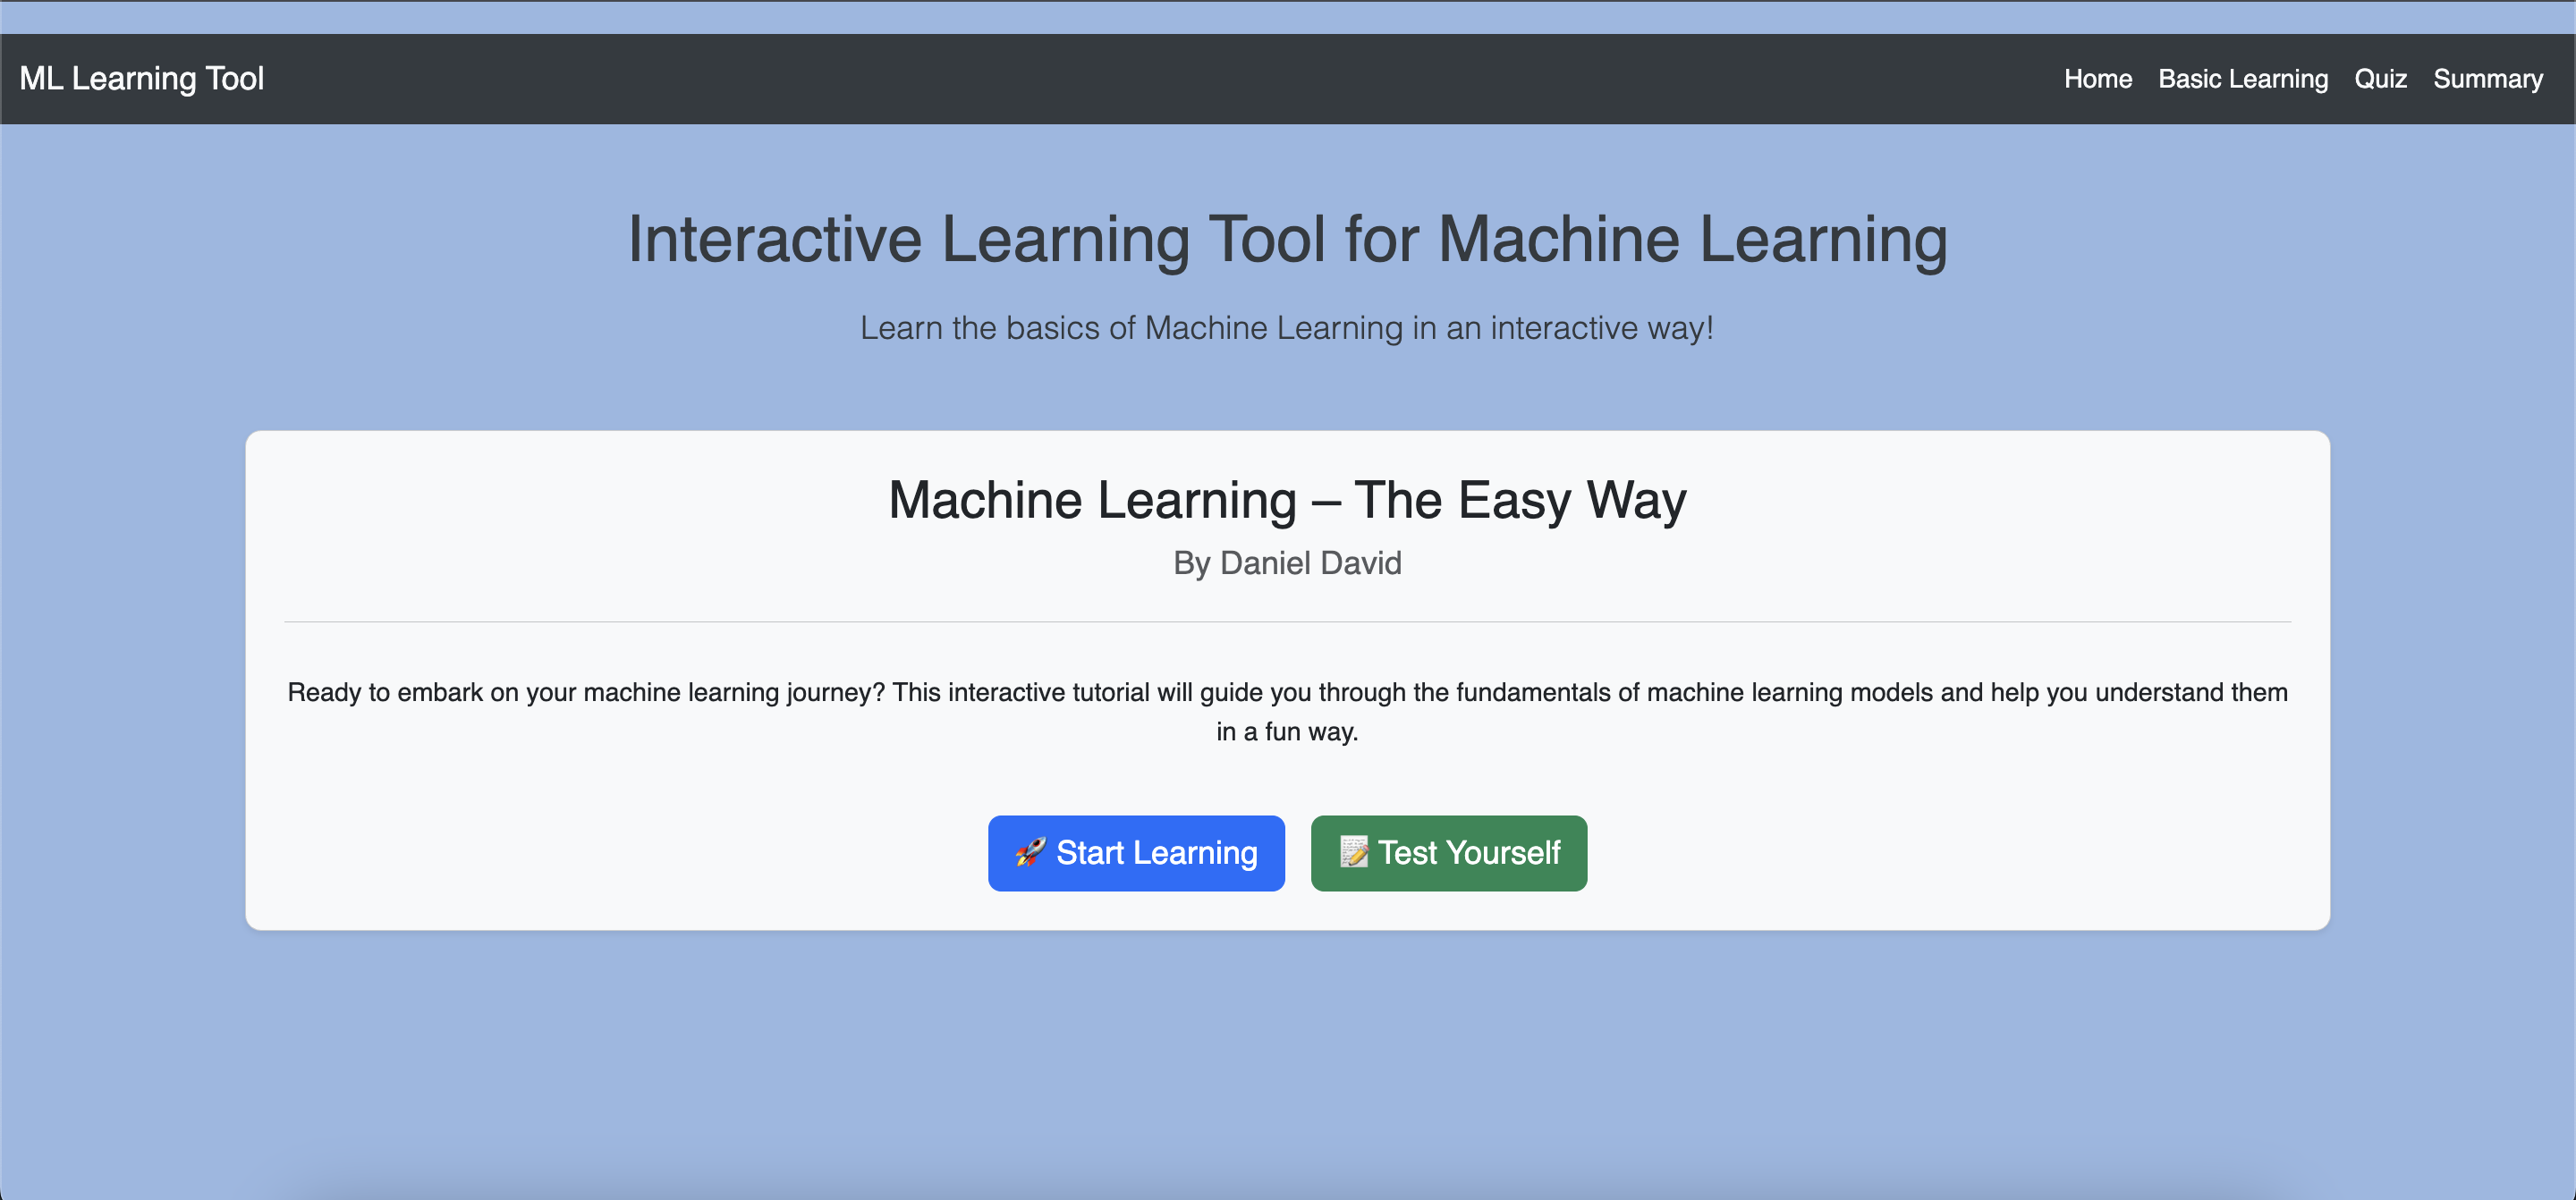 ML Learning Tool
Home Basic Learning Quiz Summary
Interactive Learning Tool for Machine Learning
Learn the basics of Machine Learning in an interactive way!
Machine Learning – The Easy Way
By Daniel David
Ready to embark on your machine learning journey? This interactive tutorial will guide you through the fundamentals of machine learning models and help you understand them
in a fun way.
🚀 Start Learning
📝 Test Yourself